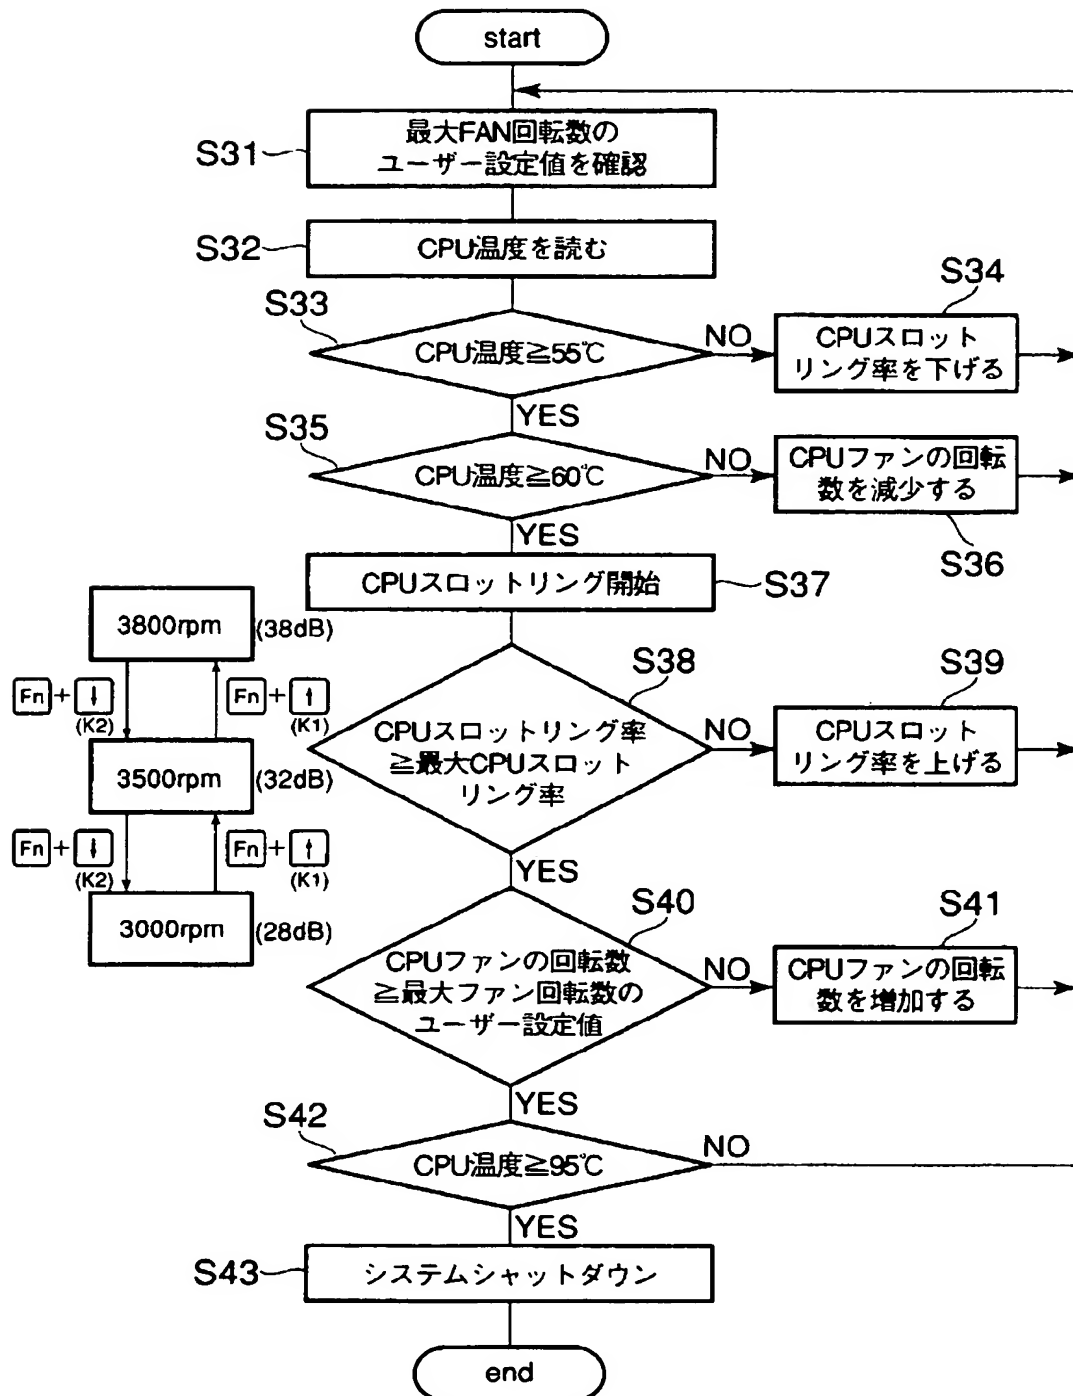 start
S31
最大FAN回転数の
ユーザー設定値を確認
S32
CPU温度を読む
S33
CPU温度≧55℃
NO
S34
CPUスロット
リング率を下げる
YES
S35
CPU温度≧60℃
NO
CPUファンの回転
数を減少する
S36
YES
CPUスロットリング開始
S37
3800rpm
(38dB)
Fn+↓
(K2)
Fn+↑
(K1)
3500rpm
(32dB)
Fn+↓
(K2)
Fn+↑
(K1)
3000rpm
(28dB)
S38
CPUスロットリング率
≧最大CPUスロット
リング率
NO
S39
CPUスロット
リング率を上げる
YES
S40
CPUファンの回転数
≧最大ファン回転数の
ユーザー設定値
NO
S41
CPUファンの回転
数を増加する
YES
S42
CPU温度≧95℃
NO
YES
S43
システムシャットダウン
end